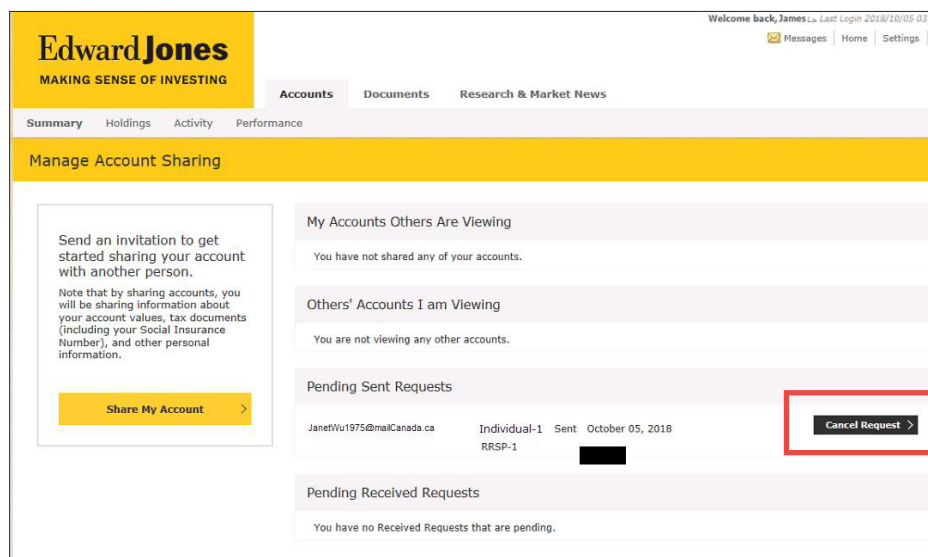 Welcome back, James Last Login 2018/10/05 03
Messages Home Settings
Edward Jones
MAKING SENSE OF INVESTING
Accounts Documents Research & Market News
Summary Holdings Activity Performance
Manage Account Sharing
Send an invitation to get
started sharing your account
with another person.
Note that by sharing accounts, you
will be sharing information about
your account values, tax documents
(including your Social Insurance
Number), and other personal
information.
Share My Account
My Accounts Others Are Viewing
You have not shared any of your accounts.
Others' Accounts I am Viewing
You are not viewing any other accounts.
Pending Sent Requests
JanetWu1975@mailCanada.ca Individual-1 Sent October 05, 2018
RRSP-1
Cancel Request
Pending Received Requests
You have no Received Requests that are pending.